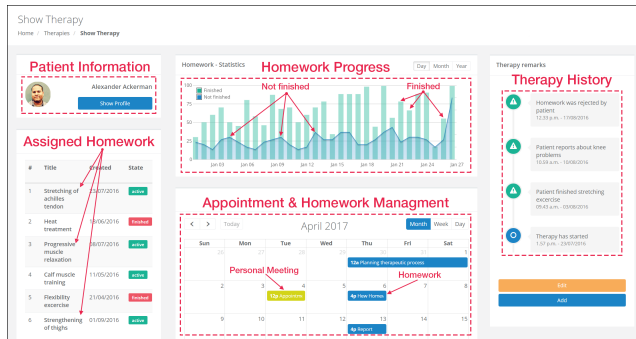 Show Therapy
Home / Therapies / Show Therapy
Patient Information
Alexander Ackerman
Show Profile
Assigned Homework
# Title Created State
1 Stretching of achilles tendon 23/07/2016 active
2 Heat treatment 18/06/2016 finished
3 Progressive muscle relaxation 08/07/2016 active
4 Calf muscle training 11/05/2016 active
5 Flexibility excercise 21/04/2016 finished
6 Strengthening of thighs 01/09/2016 active
Homework - Statistics
Homework Progress
Day Month Year
Finished
Not finished
Not finished
Finished
100
75
50
25
0
Jan 03 Jan 06 Jan 09 Jan 12 Jan 15 Jan 18 Jan 21 Jan 24 Jan 27
Appointment & Homework Managment
Today
April 2017
Month Week Day
Sun Mon Tue Wed Thu Fri Sat
26 27 28 29 30 31 1
12a Planning therapeutic process
Personal Meeting
Homework
2 3 4 5 6 7 8
12p Appointm
4p New Homew
9 10 11 12 13 14 15
4p Report
Therapy remarks
Therapy History
Homework was rejected by
patient
12:33 p.m. - 17/08/2016
Patient reports about knee
problems
10:59 a.m. - 10/08/2016
Patient finished stretching
excercise
09:43 a.m. - 03/08/2016
Therapy has started
1:57 p.m. - 23/07/2016
Edit
Add